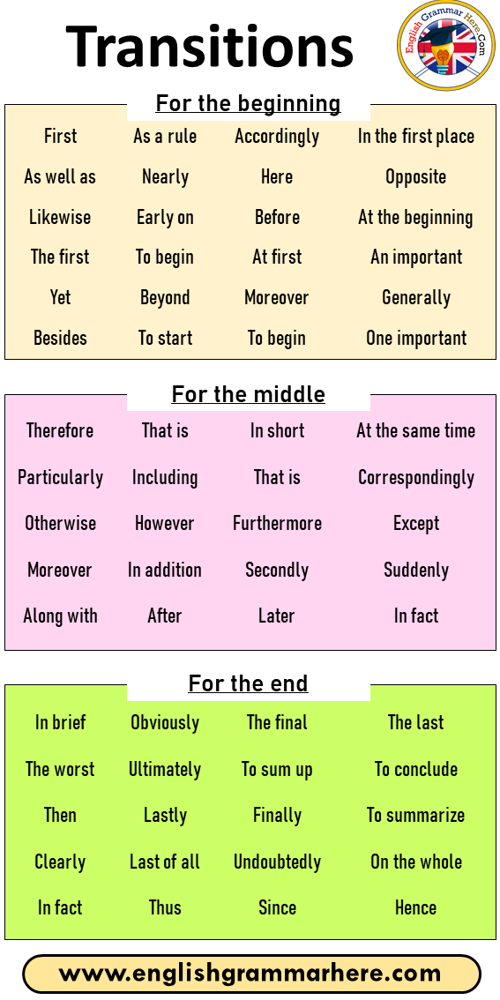 Transitions
English Grammar Here.Com
For the beginning
First As a rule Accordingly In the first place
As well as Nearly Here Opposite
Likewise Early on Before At the beginning
The first To begin At first An important
Yet Beyond Moreover Generally
Besides To start To begin One important
For the middle
Therefore That is In short At the same time
Particularly Including That is Correspondingly
Otherwise However Furthermore Except
Moreover In addition Secondly Suddenly
Along with After Later In fact
For the end
In brief Obviously The final The last
The worst Ultimately To sum up To conclude
Then Lastly Finally To summarize
Clearly Last of all Undoubtedly On the whole
In fact Thus Since Hence
www.englishgrammarhere.com